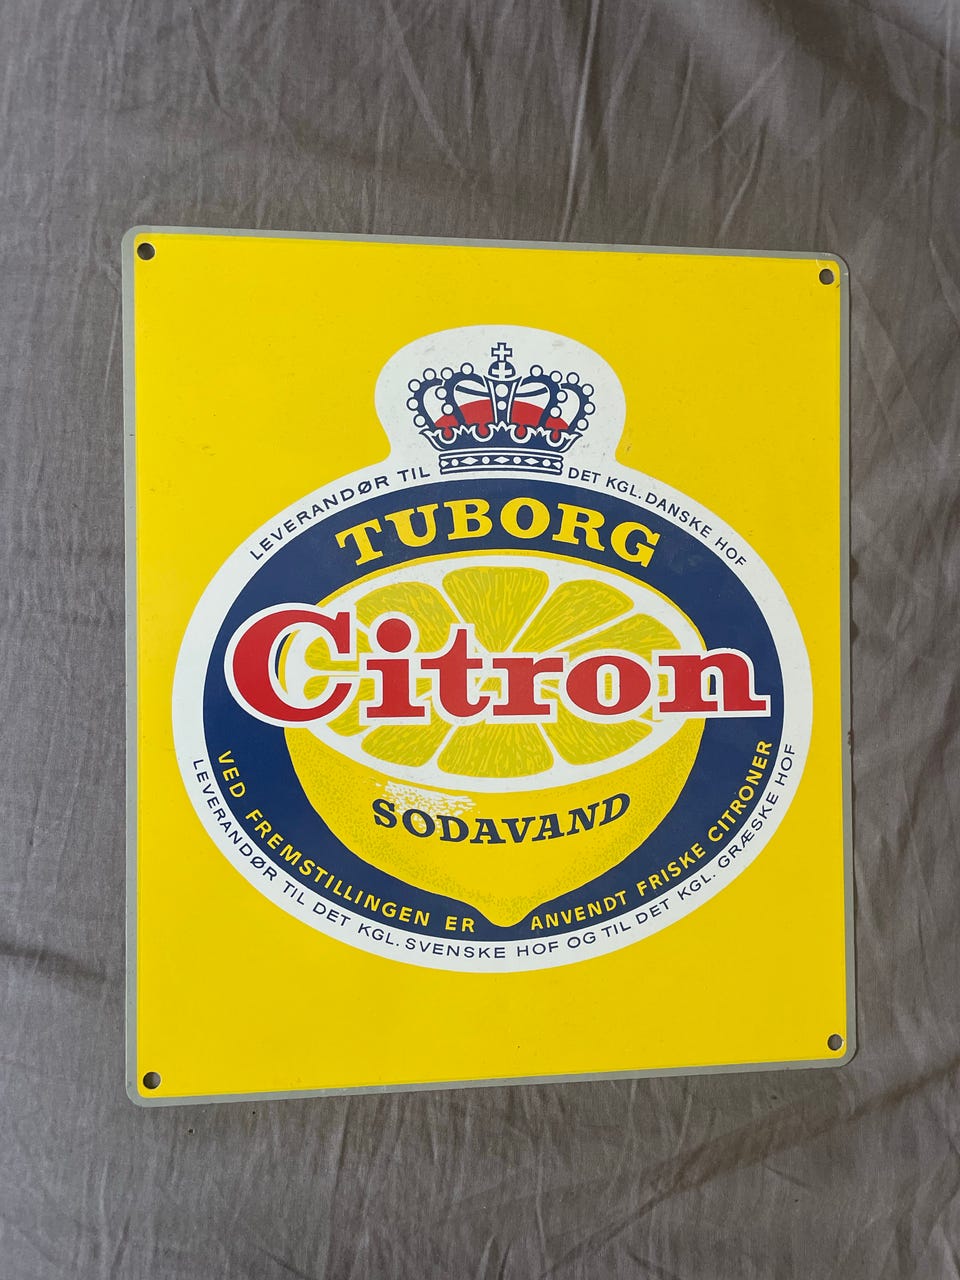 LEVERANDØR TIL DET KGL. DANSKE HOF
TUBORG
Citron
SODAVAND
VED FREMSTILLINGEN ER ANVENDT FRISKE CITRONER
LEVERANDØR TIL DET KGL. SVENSKE HOF OG TIL DET KGL. GRÆSKE HOF